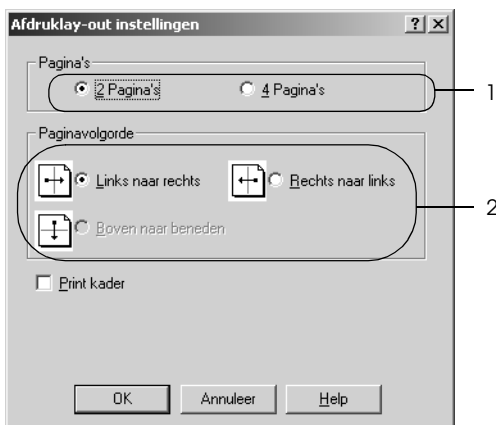 Afdruklay-out instellingen
Pagina's
2 Pagina's 4 Pagina's 1
Paginavolgorde
Links naar rechts Rechts naar links
2
Boven naar beneden
Print kader
OK Annuleer Help